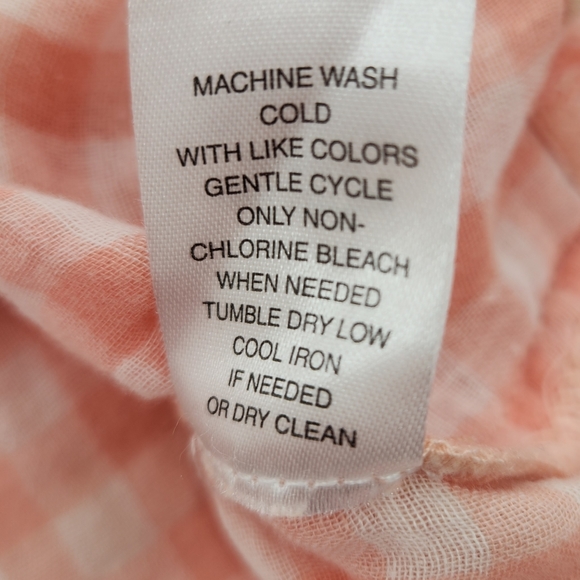 MACHINE WASH
COLD
WITH LIKE COLORS
GENTLE CYCLE
ONLY NON-
CHLORINE BLEACH
WHEN NEEDED
TUMBLE DRY LOW
COOL IRON
IF NEEDED
OR DRY CLEAN